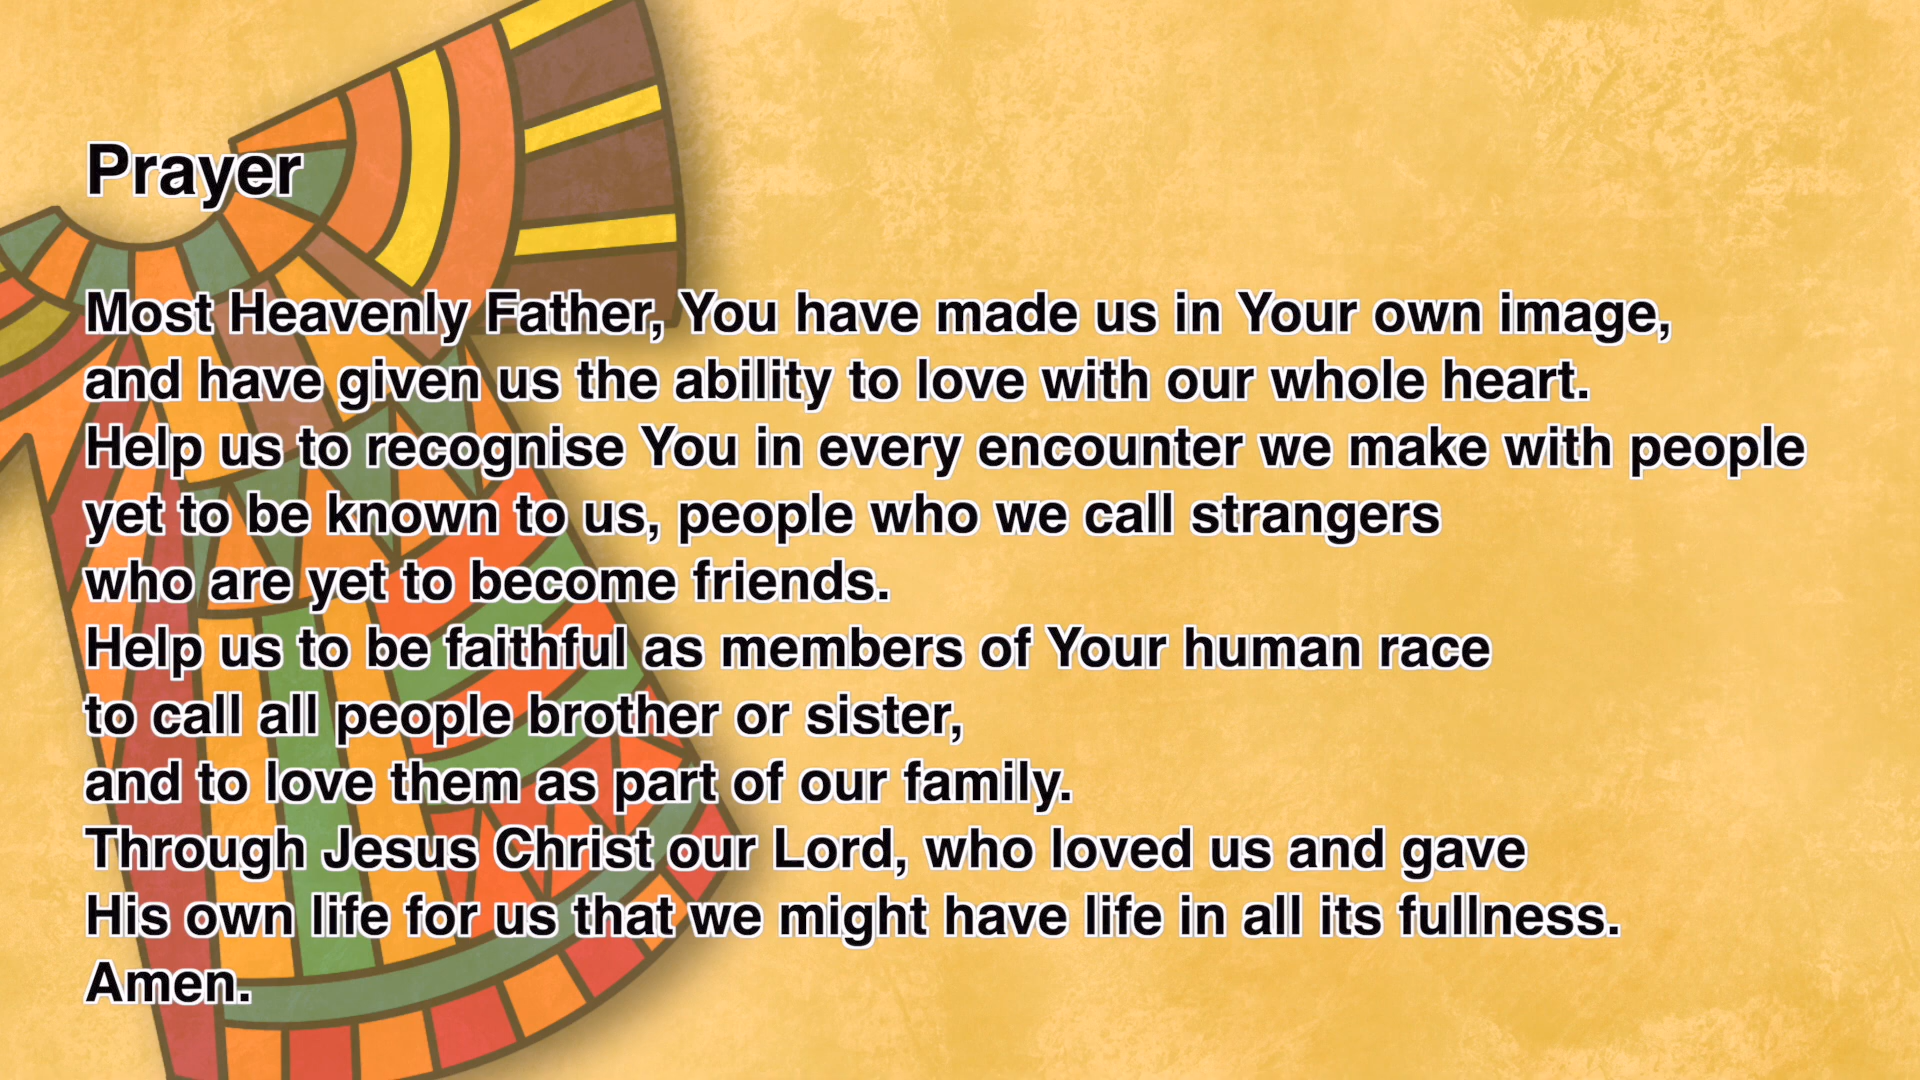 Prayer
Most Heavenly Father, You have made us in Your own image,
and have given us the ability to love with our whole heart.
Help us to recognise You in every encounter we make with people
yet to be known to us, people who we call strangers
who are yet to become friends.
Help us to be faithful as members of Your human race
to call all people brother or sister,
and to love them as part of our family.
Through Jesus Christ our Lord, who loved us and gave
His own life for us that we might have life in all its fullness.
Amen.